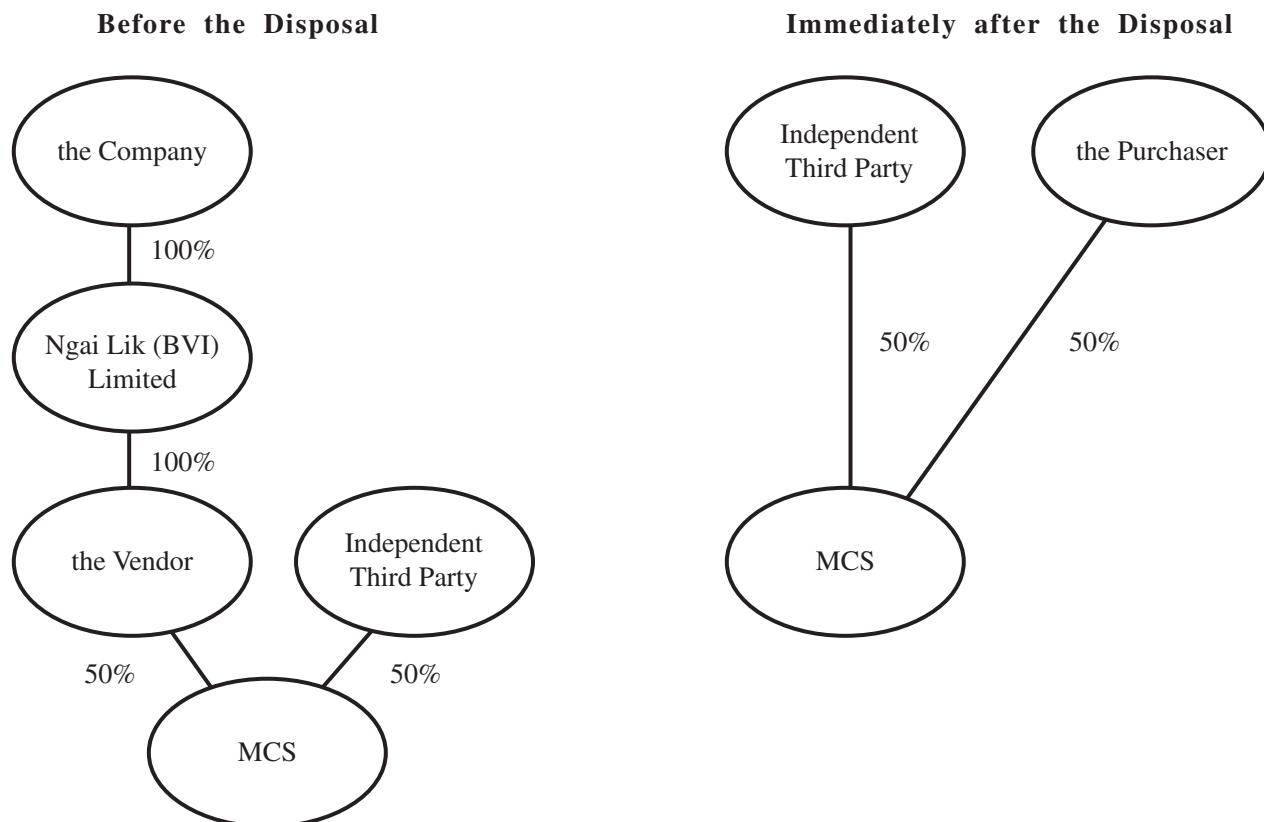 Before the Disposal
the Company
100%
Ngai Lik (BVI)
Limited
100%
the Vendor
Independent
Third Party
50%
50%
MCS
Immediately after the Disposal
Independent
Third Party
the Purchaser
50%
50%
MCS